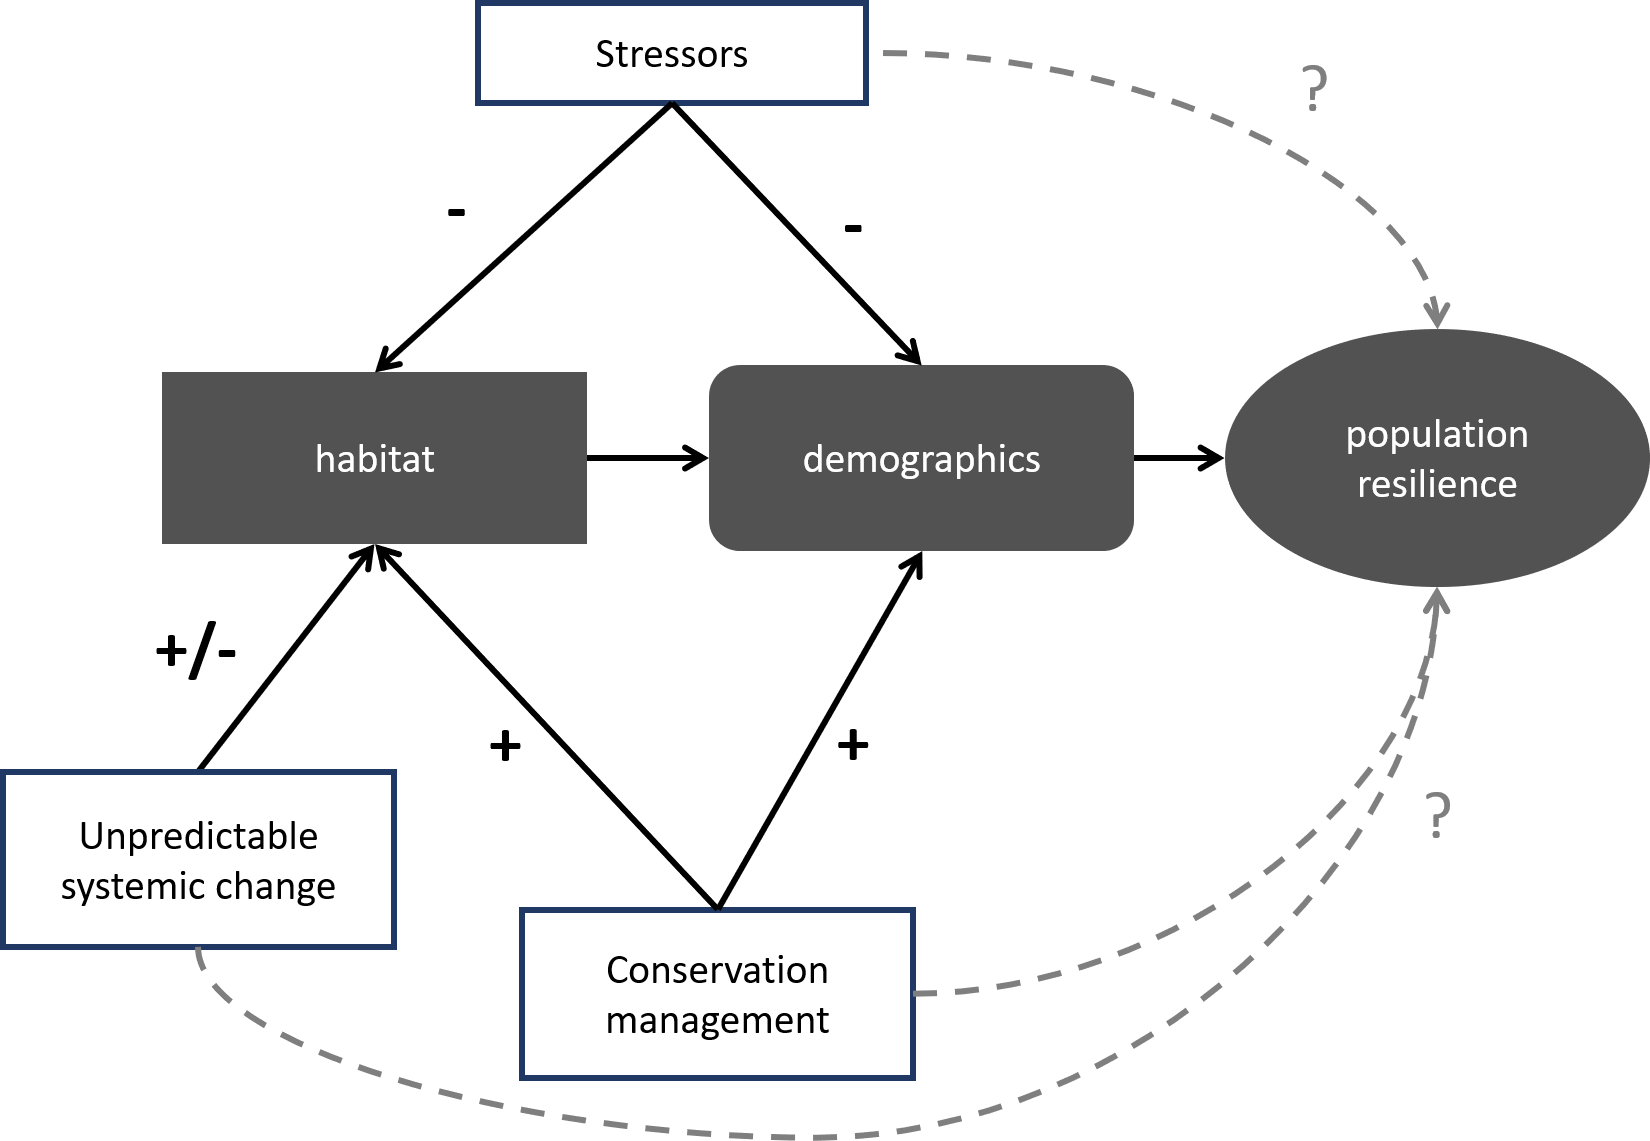 Stressors
?
-
-
habitat
demographics
population
resilience
+/-
+
+
Unpredictable
systemic change
?
Conservation
management